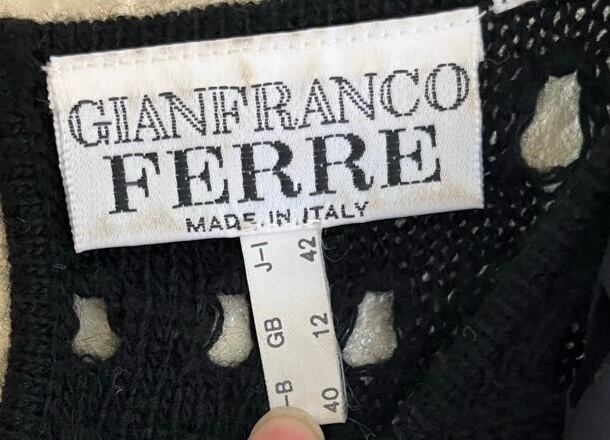 GIANFRANCO
FERRE
MADE.IN.ITALY
J-I 42
GB 12
-B 40